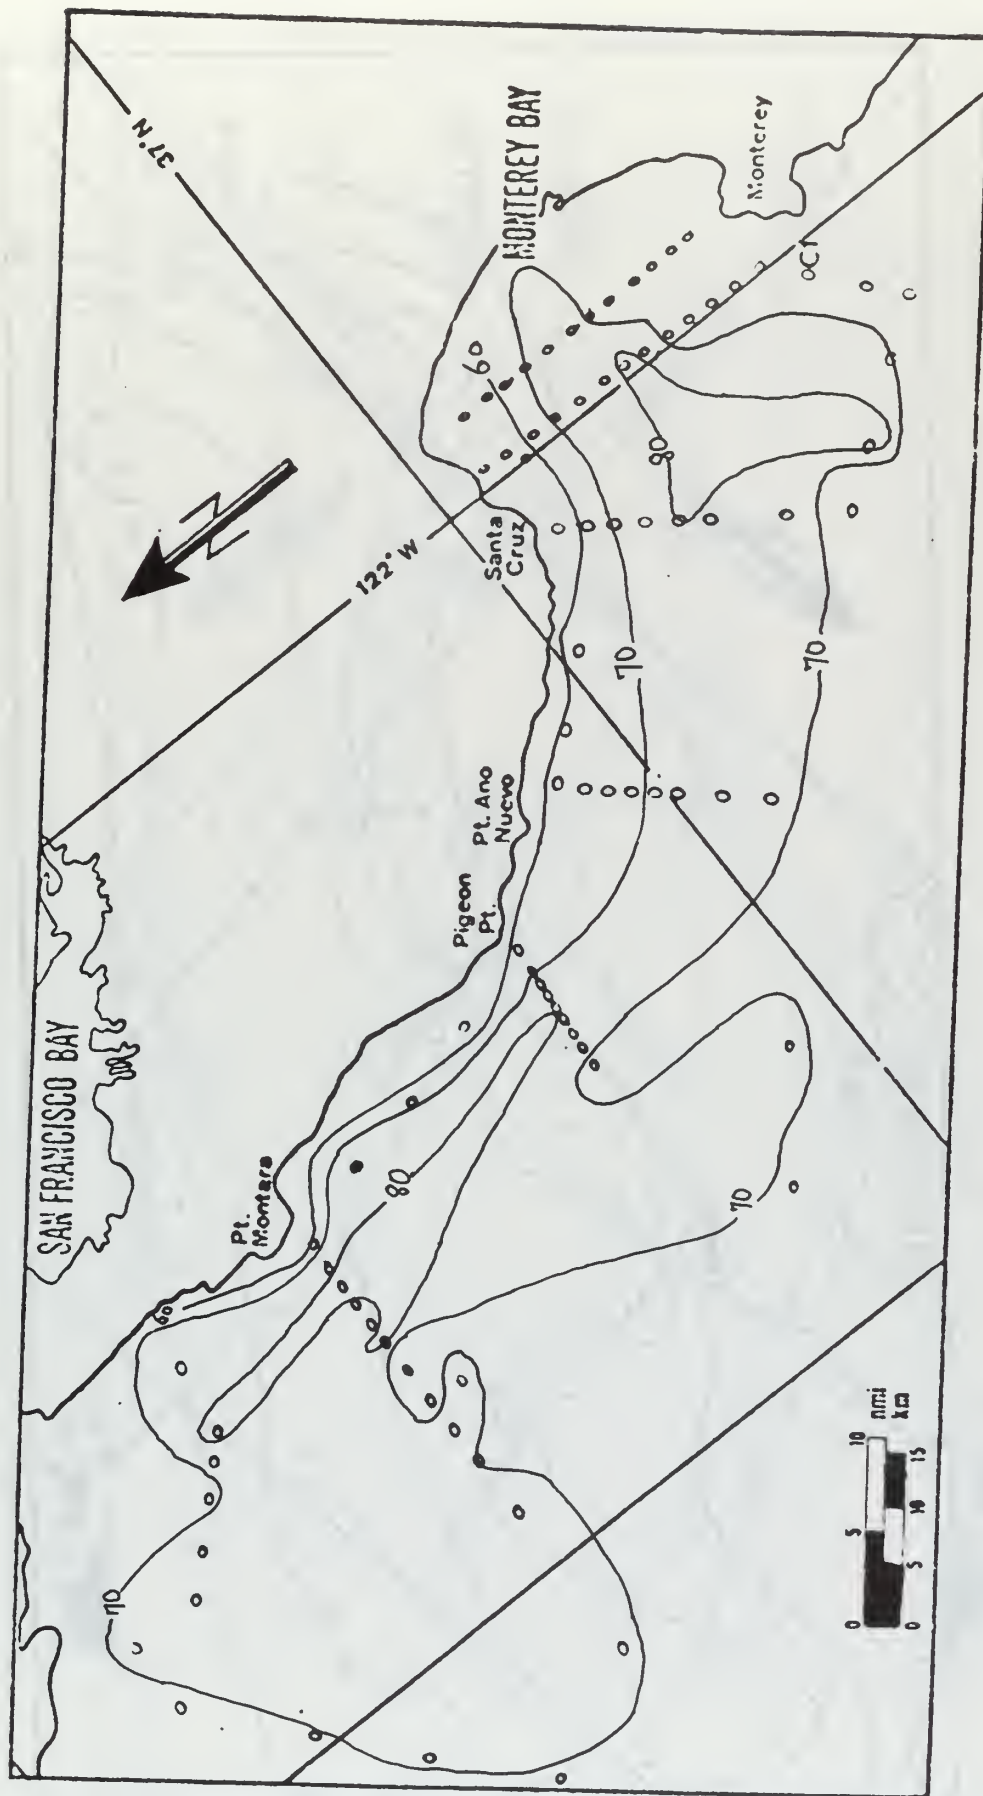 SAN FRANCISCO BAY
MONTEREY BAY
37°N
122° W
Monterey
Santa
Cruz
Pt. Ano
Nuevo
Pigeon
Pt.
Pt.
Montara
C1
60
60
70
70
70
70
80
80
0 5 10 nmi
0 5 10 15 km